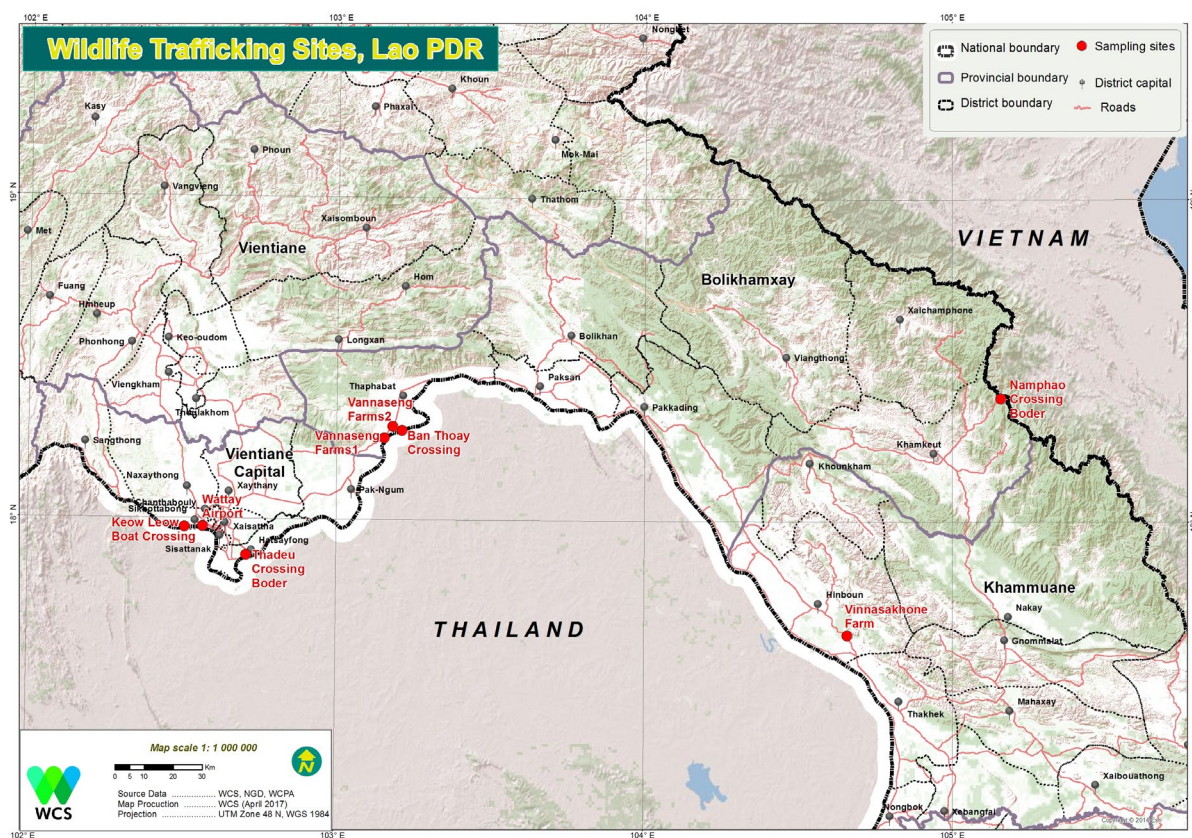 102° E
103° E
104° E
105° E
Wildlife Trafficking Sites, Lao PDR
National boundary
Sampling sites
Provincial boundary
District capital
District boundary
Roads
Nonghet
Khoun
Phaxai
Kasy
Phoun
Mok-Mai
Vangvieng
19° N
Thathom
Xaisomboun
Met
Vientiane
VIETNAM
Bolikhamxay
Hom
Fuang
Hinheup
Xaichamphone
Keo-oudom
Phonhong
Longxan
Bolikhan
Viangthong
Viengkham
Thoulakhom
Thaphabat
Paksan
Vannaseng
Farms2
Pakkading
Namphao
Crossing
Boder
Vannaseng
Farms1
Ban Thoay
Crossing
Sangthong
Vientiane
Capital
Khamkeut
Khounkham
Naxaythong
Xaythany
Pak-Ngum
Chanthabouly
Sikhottabong
Wattay
Airport
18° N
Keow Leow
Boat Crossing
Xaisattha
Sisattanak
Hatsayfong
Thadeu
Crossing
Boder
Khammuane
Hinboun
Nakay
Vinnasakhone
Farm
THAILAND
Gnommalat
Thakhek
Mahaxay
Xaibouathong
Nongbok
Xebangfai
Map scale 1: 1 000 000
0 5 10 20 30 Km
N
WCS
Source Data .................... WCS, NGD, WCPA
Map Procution ................ WCS (April 2017)
Projection ....................... UTM Zone 48 N, WGS 1984
102° E
103° E
104° E
105° E